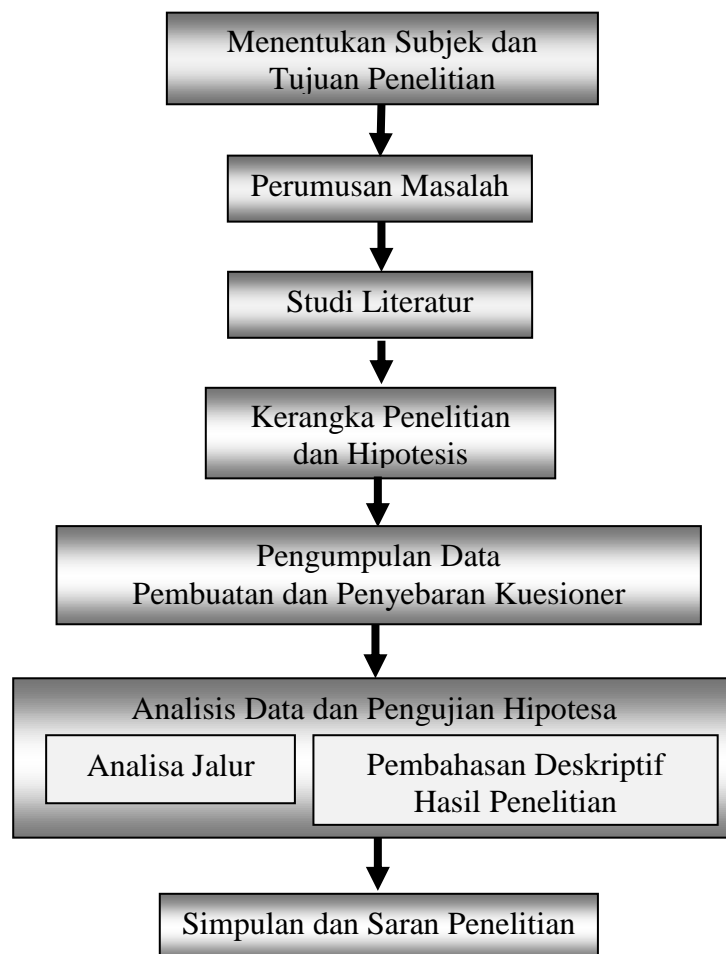 Menentukan Subjek dan
Tujuan Penelitian
Perumusan Masalah
Studi Literatur
Kerangka Penelitian
dan Hipotesis
Pengumpulan Data
Pembuatan dan Penyebaran Kuesioner
Analisis Data dan Pengujian Hipotesa
Analisa Jalur
Pembahasan Deskriptif
Hasil Penelitian
Simpulan dan Saran Penelitian